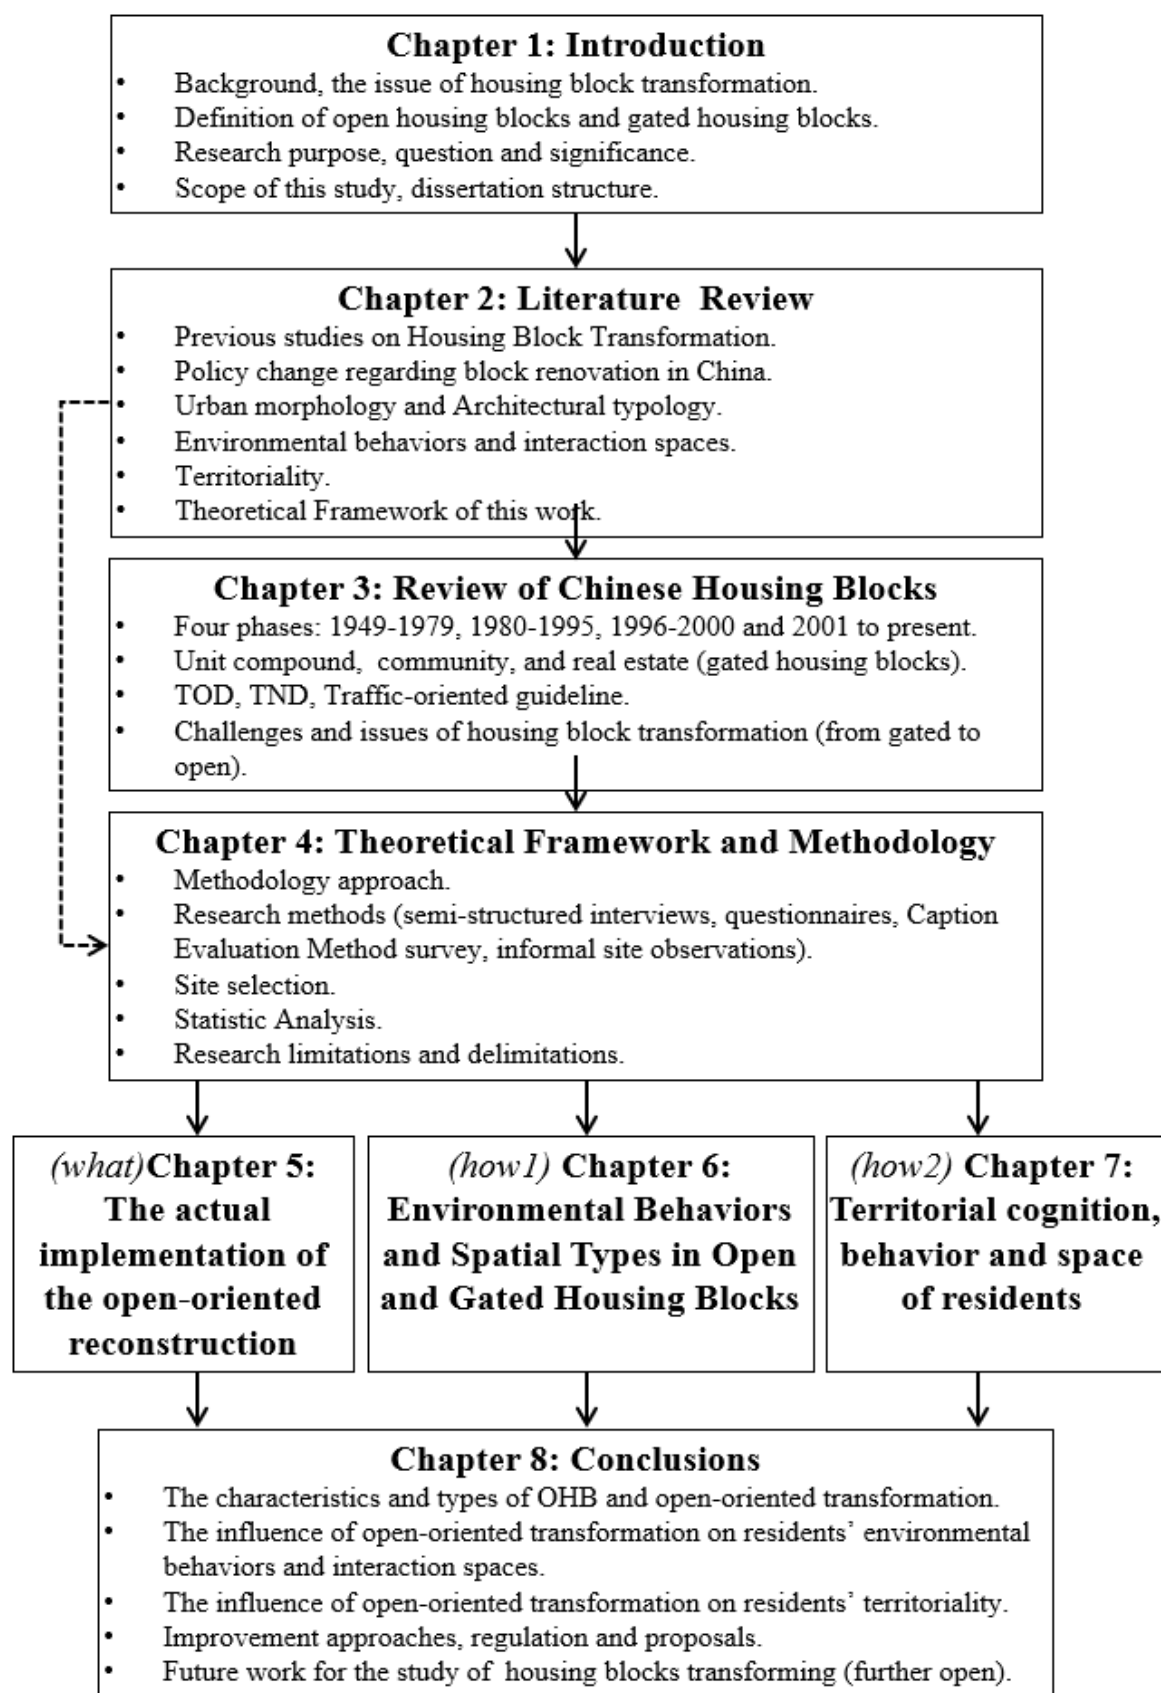 Chapter 1: Introduction
• Background, the issue of housing block transformation.
• Definition of open housing blocks and gated housing blocks.
• Research purpose, question and significance.
• Scope of this study, dissertation structure.
Chapter 2: Literature Review
• Previous studies on Housing Block Transformation.
• Policy change regarding block renovation in China.
• Urban morphology and Architectural typology.
• Environmental behaviors and interaction spaces.
• Territoriality.
• Theoretical Framework of this work.
Chapter 3: Review of Chinese Housing Blocks
• Four phases: 1949-1979, 1980-1995, 1996-2000 and 2001 to present.
• Unit compound, community, and real estate (gated housing blocks).
• TOD, TND, Traffic-oriented guideline.
• Challenges and issues of housing block transformation (from gated to
open).
Chapter 4: Theoretical Framework and Methodology
• Methodology approach.
• Research methods (semi-structured interviews, questionnaires, Caption
Evaluation Method survey, informal site observations).
• Site selection.
• Statistic Analysis.
• Research limitations and delimitations.
(what)Chapter 5:
The actual
implementation of
the open-oriented
reconstruction
(how1) Chapter 6:
Environmental Behaviors
and Spatial Types in Open
and Gated Housing Blocks
(how2) Chapter 7:
Territorial cognition,
behavior and space
of residents
Chapter 8: Conclusions
• The characteristics and types of OHB and open-oriented transformation.
• The influence of open-oriented transformation on residents’ environmental
behaviors and interaction spaces.
• The influence of open-oriented transformation on residents’ territoriality.
• Improvement approaches, regulation and proposals.
• Future work for the study of housing blocks transforming (further open).